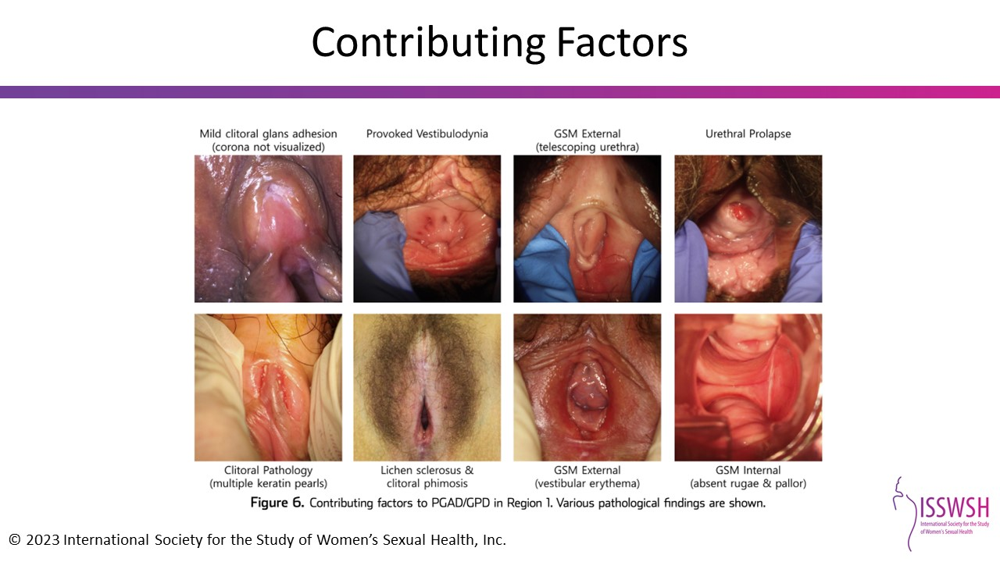 Contributing Factors
Mild clitoral glans adhesion
(corona not visualized)
Provoked Vestibulodynia
GSM External
(telescoping urethra)
Urethral Prolapse
Clitoral Pathology
(multiple keratin pearls)
Lichen sclerosus &
clitoral phimosis
GSM External
(vestibular erythema)
GSM Internal
(absent rugae & pallor)
Figure 6. Contributing factors to PGAD/GPD in Region 1. Various pathological findings are shown.
ISSWSH
International Society for the Study
of Women's Sexual Health
© 2023 International Society for the Study of Women’s Sexual Health, Inc.